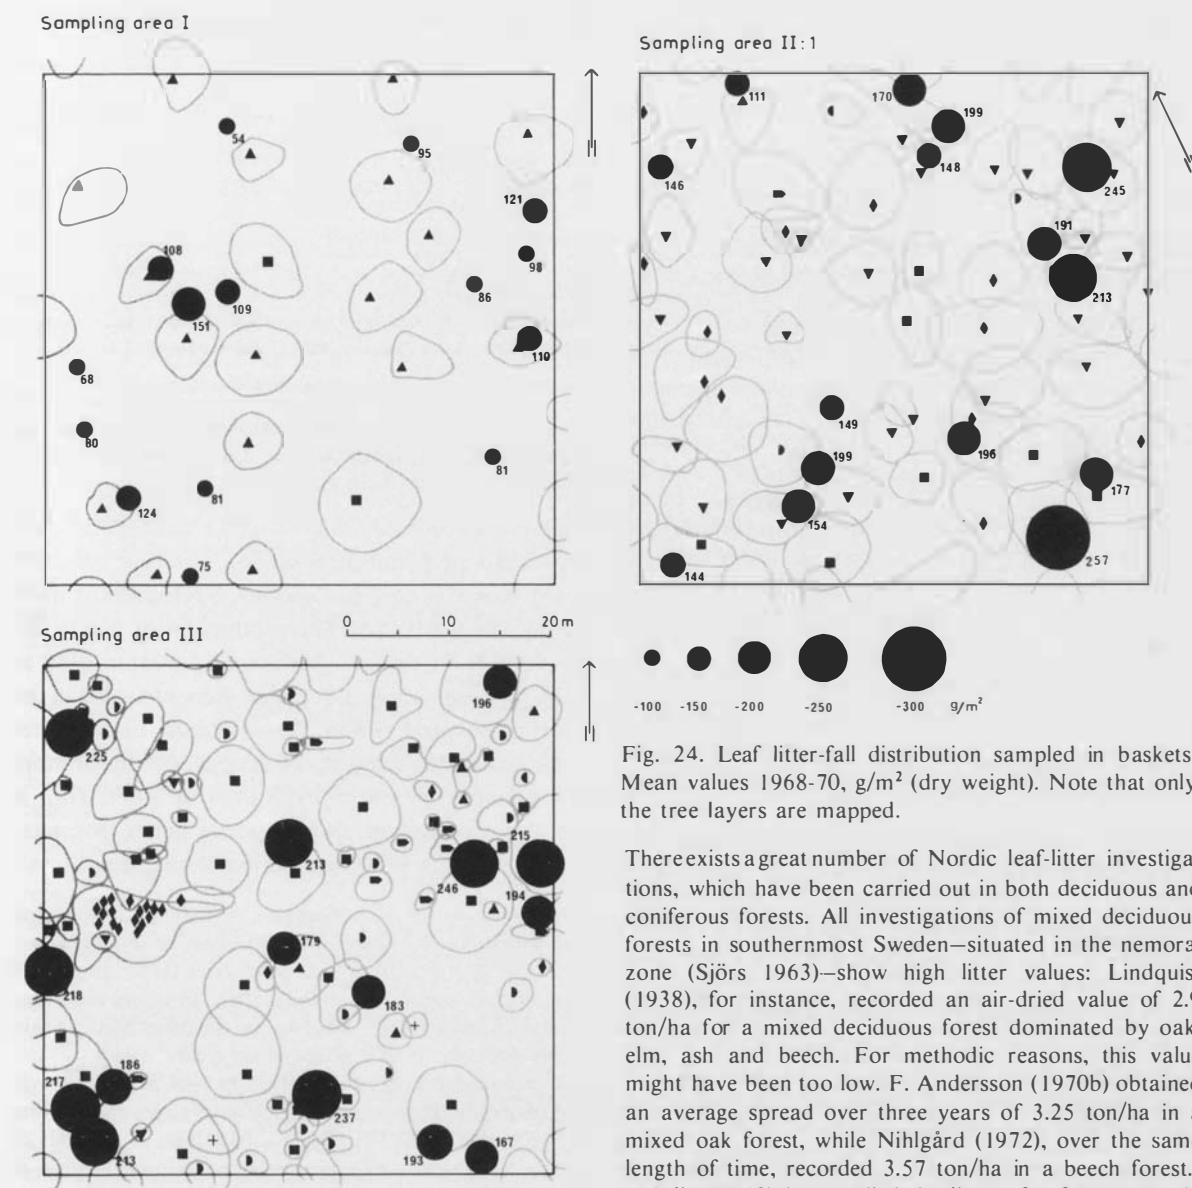 Sampling area I
54
95
121
108
98
86
109
151
110
68
80
81
81
124
75
Sampling area II:1
111
170
199
148
146
245
191
213
149
199
196
177
154
257
144
Sampling area III
0 10 20 m
196
225
215
213
246
194
179
218
183
186
217
237
213
193
167
-100 -150 -200 -250 -300 g/m²
Fig. 24. Leaf litter-fall distribution sampled in baskets
Mean values 1968-70, g/m² (dry weight). Note that only
the tree layers are mapped.
There exists a great number of Nordic leaf-litter investiga
tions, which have been carried out in both deciduous and
coniferous forests. All investigations of mixed deciduou
forests in southernmost Sweden—situated in the nemora
zone (Sjörs 1963)—show high litter values: Lindquis
(1938), for instance, recorded an air-dried value of 2.9
ton/ha for a mixed deciduous forest dominated by oak
elm, ash and beech. For methodic reasons, this valu
might have been too low. F. Andersson (1970b) obtained
an average spread over three years of 3.25 ton/ha in
mixed oak forest, while Nihlgård (1972), over the sam
length of time, recorded 3.57 ton/ha in a beech forest.